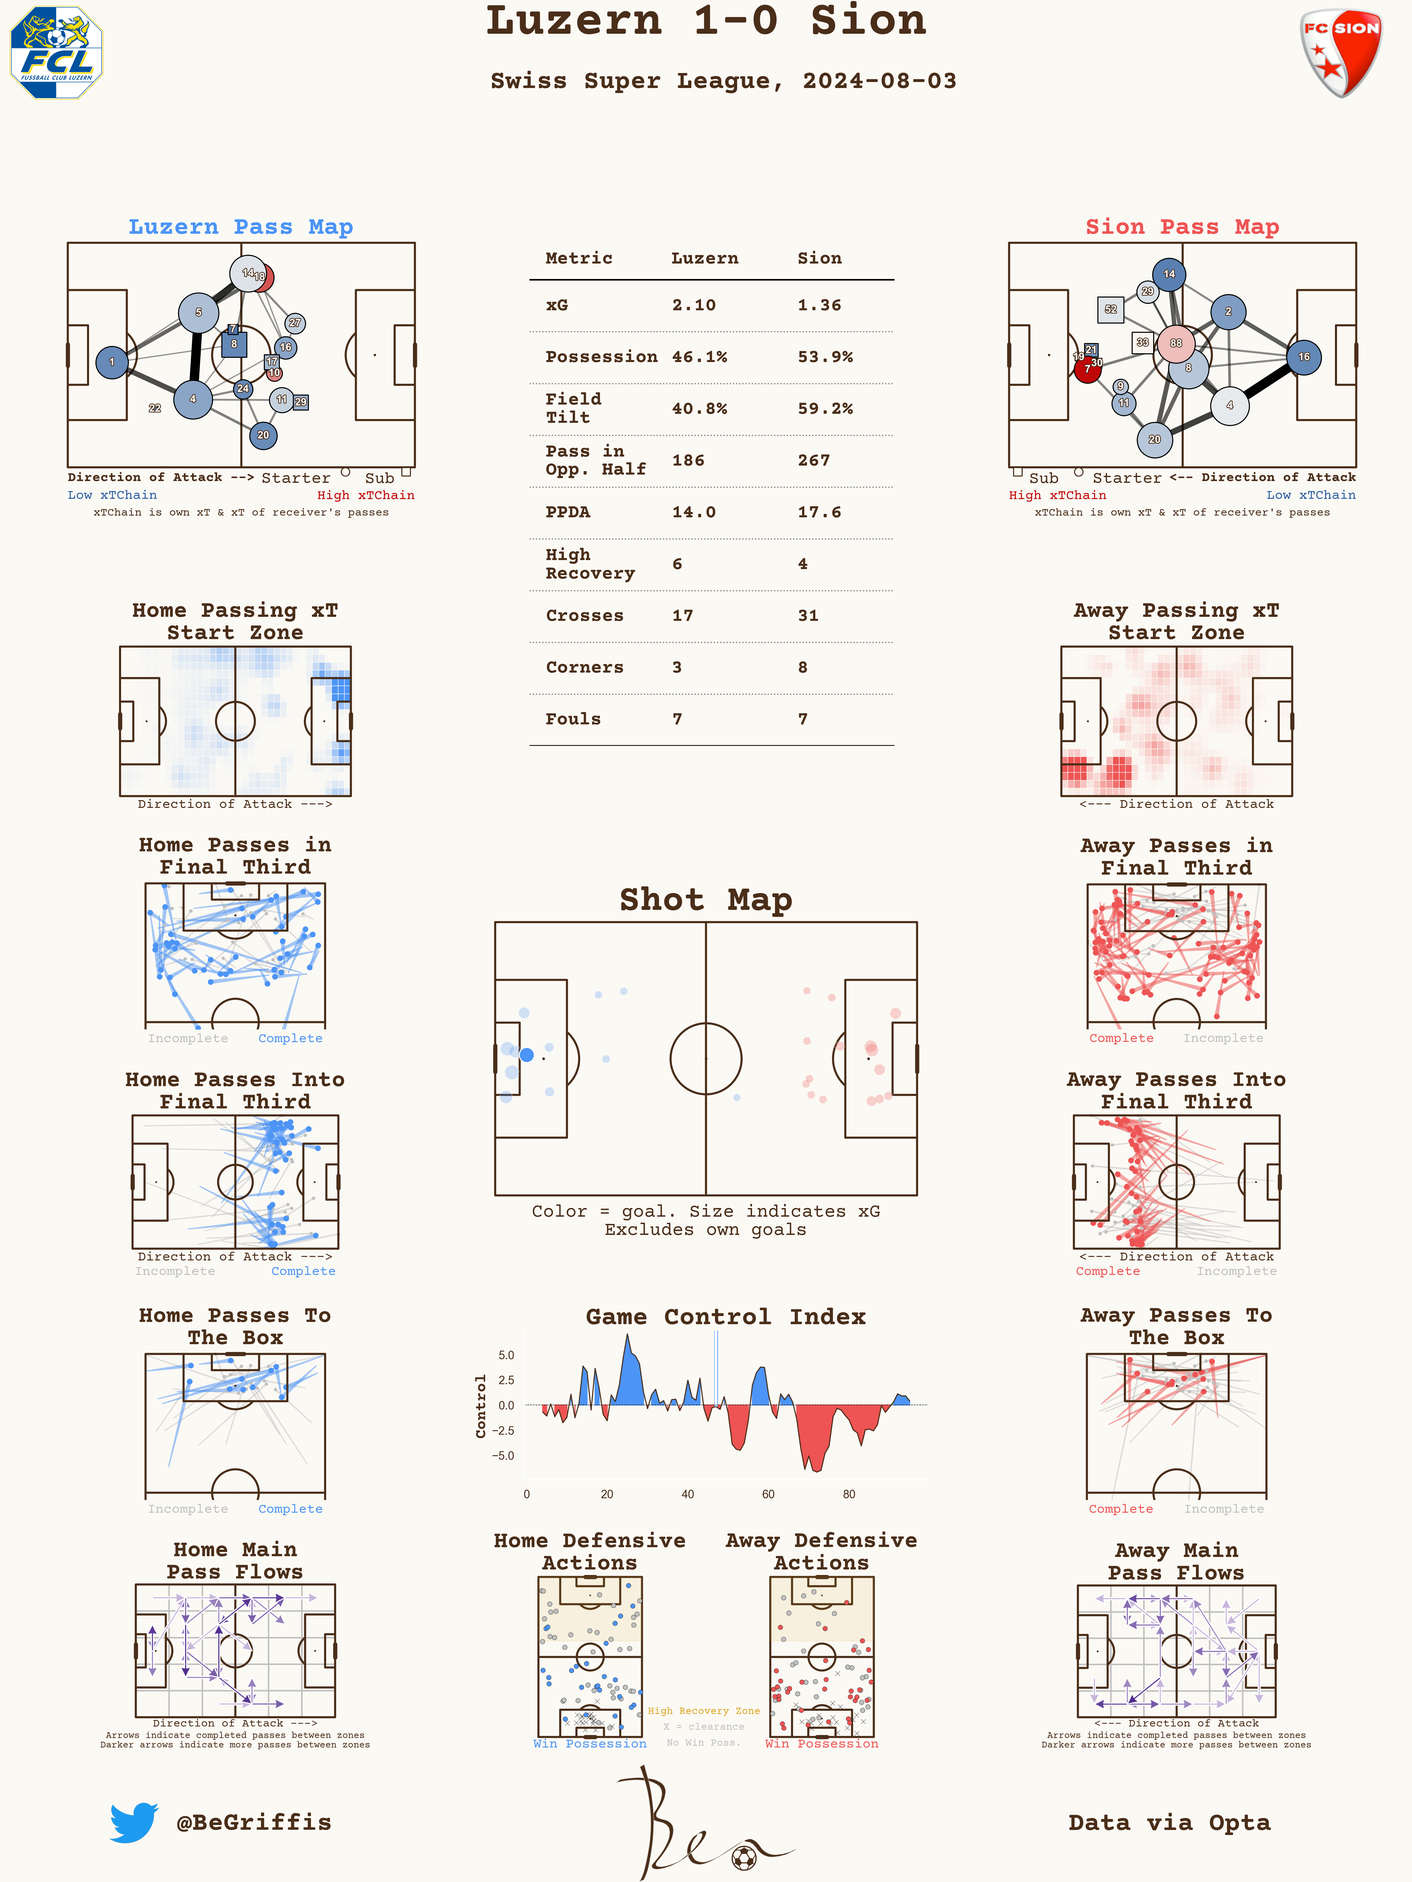 Luzern 1-0 Sion
Swiss Super League, 2024-08-03
FCL
FUSSBALL CLUB LUZERN
FC SION
Luzern Pass Map
14
18
5
27
7
8
16
1
17
10
24
4
22
11
29
20
Direction of Attack --> Starter Sub
Low xTChain High xTChain
xTChain is own xT & xT of receiver's passes
Metric Luzern Sion
xG 2.10 1.36
Possession 46.1% 53.9%
Field
Tilt 40.8% 59.2%
Pass in
Opp. Half 186 267
PPDA 14.0 17.6
High
Recovery 6 4
Crosses 17 31
Corners 3 8
Fouls 7 7
Sion Pass Map
14
29
52
2
33
88
21
16
30
7
8
9
11
4
20
Sub Starter <-- Direction of Attack
High xTChain Low xTChain
xTChain is own xT & xT of receiver's passes
Home Passing xT
Start Zone
Direction of Attack --->
Away Passing xT
Start Zone
<--- Direction of Attack
Home Passes in
Final Third
Incomplete Complete
Away Passes in
Final Third
Complete Incomplete
Shot Map
Color = goal. Size indicates xG
Excludes own goals
Home Passes Into
Final Third
Direction of Attack --->
Incomplete Complete
Away Passes Into
Final Third
<--- Direction of Attack
Complete Incomplete
Home Passes To
The Box
Incomplete Complete
Game Control Index
Control
5.0
2.5
0.0
−2.5
−5.0
0 20 40 60 80
Away Passes To
The Box
Complete Incomplete
Home Main
Pass Flows
Direction of Attack --->
Arrows indicate completed passes between zones
Darker arrows indicate more passes between zones
Home Defensive
Actions
Win Possession
High Recovery Zone
X = clearance
No Win Poss.
Away Defensive
Actions
Win Possession
Away Main
Pass Flows
<--- Direction of Attack
Arrows indicate completed passes between zones
Darker arrows indicate more passes between zones
@BeGriffis
Ben
Data via Opta